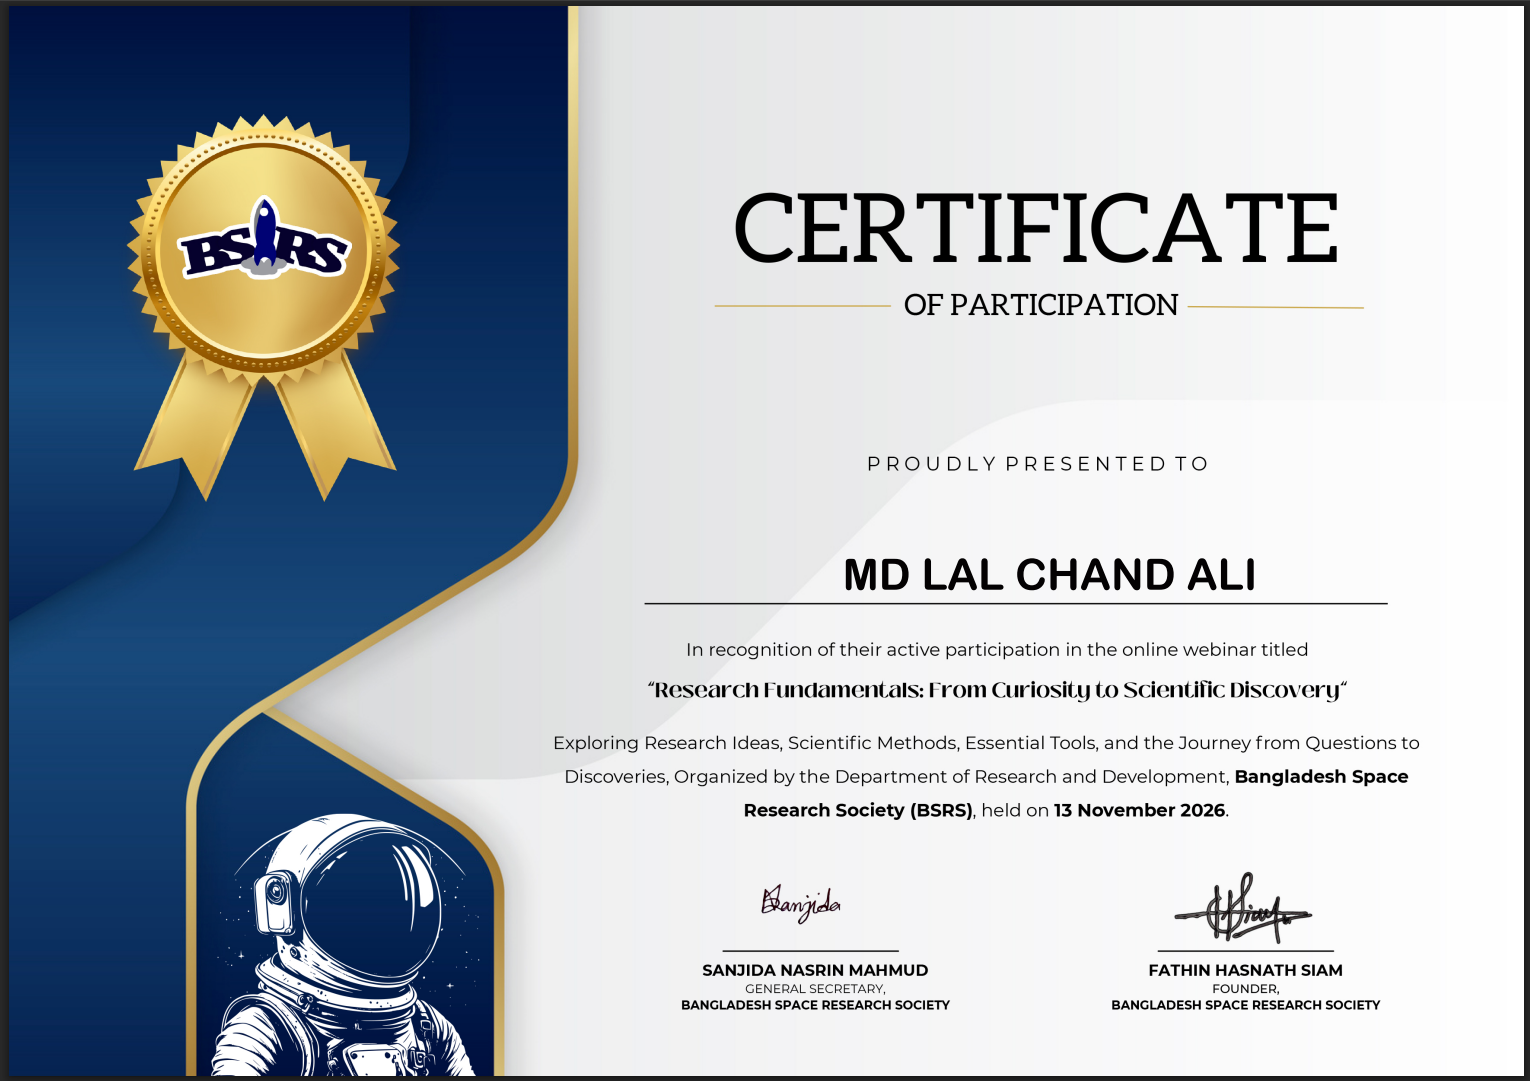 BSRS
CERTIFICATE
OF PARTICIPATION
PROUDLY PRESENTED TO
MD LAL CHAND ALI
In recognition of their active participation in the online webinar titled
“Research Fundamentals: From Curiosity to Scientific Discovery“
Exploring Research Ideas, Scientific Methods, Essential Tools, and the Journey from Questions to
Discoveries, Organized by the Department of Research and Development, Bangladesh Space
Research Society (BSRS), held on 13 November 2026.
Sanjida
HSiam
SANJIDA NASRIN MAHMUD
GENERAL SECRETARY,
BANGLADESH SPACE RESEARCH SOCIETY
FATHIN HASNATH SIAM
FOUNDER,
BANGLADESH SPACE RESEARCH SOCIETY